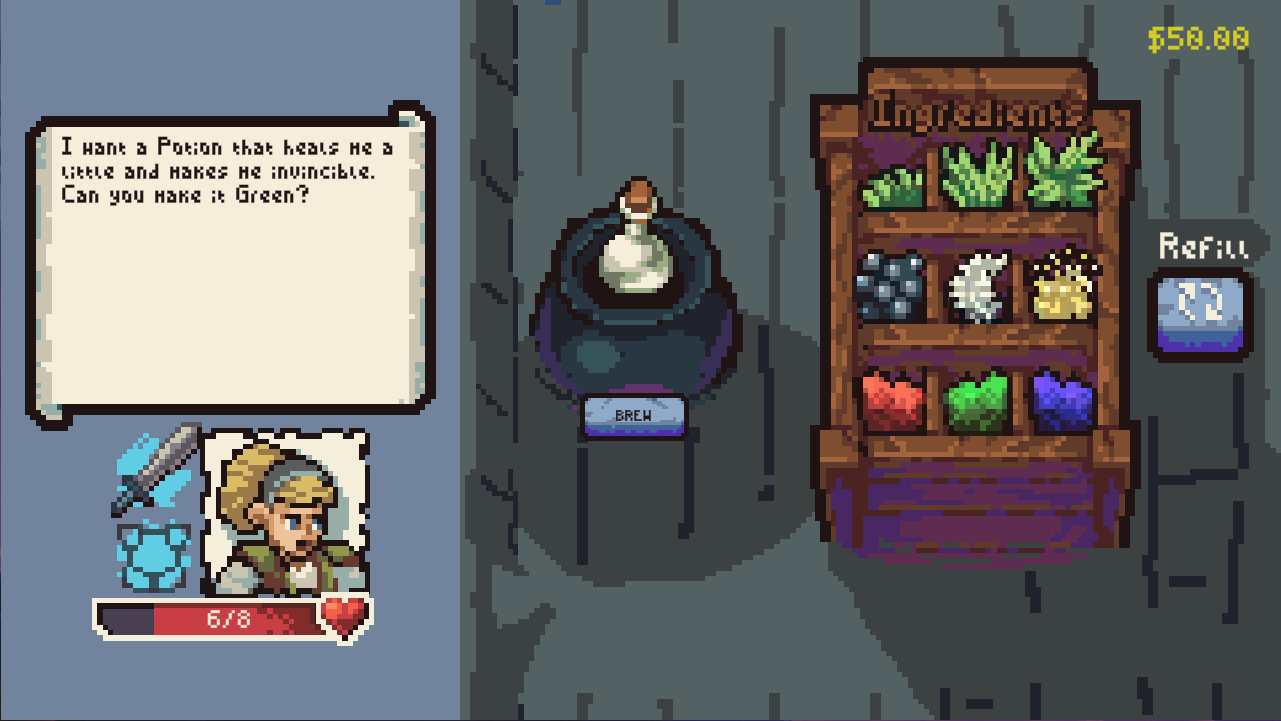 I want a Potion that heals me a
little and makes me invincible.
Can you make it Green?
6/8
BREW
$50.00
Ingredients
Refill